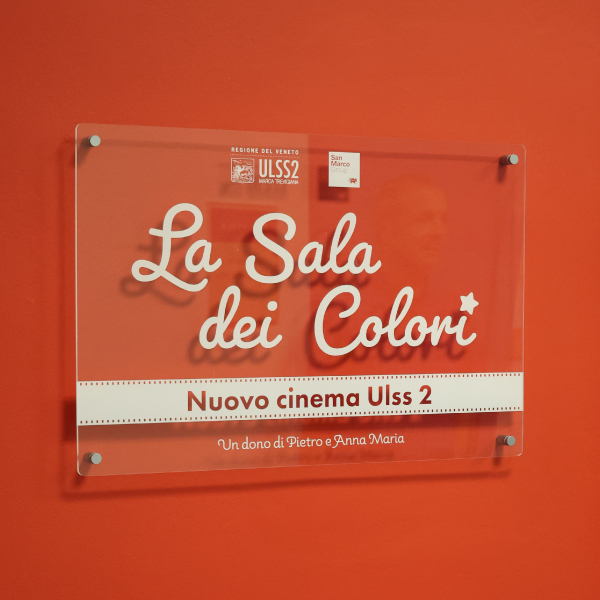 REGIONE DEL VENETO
ULSS2
MARCA TREVIGIANA
San
Marco
Group
La Sala
dei Colori
Nuovo cinema Ulss 2
Un dono di Pietro e Anna Maria